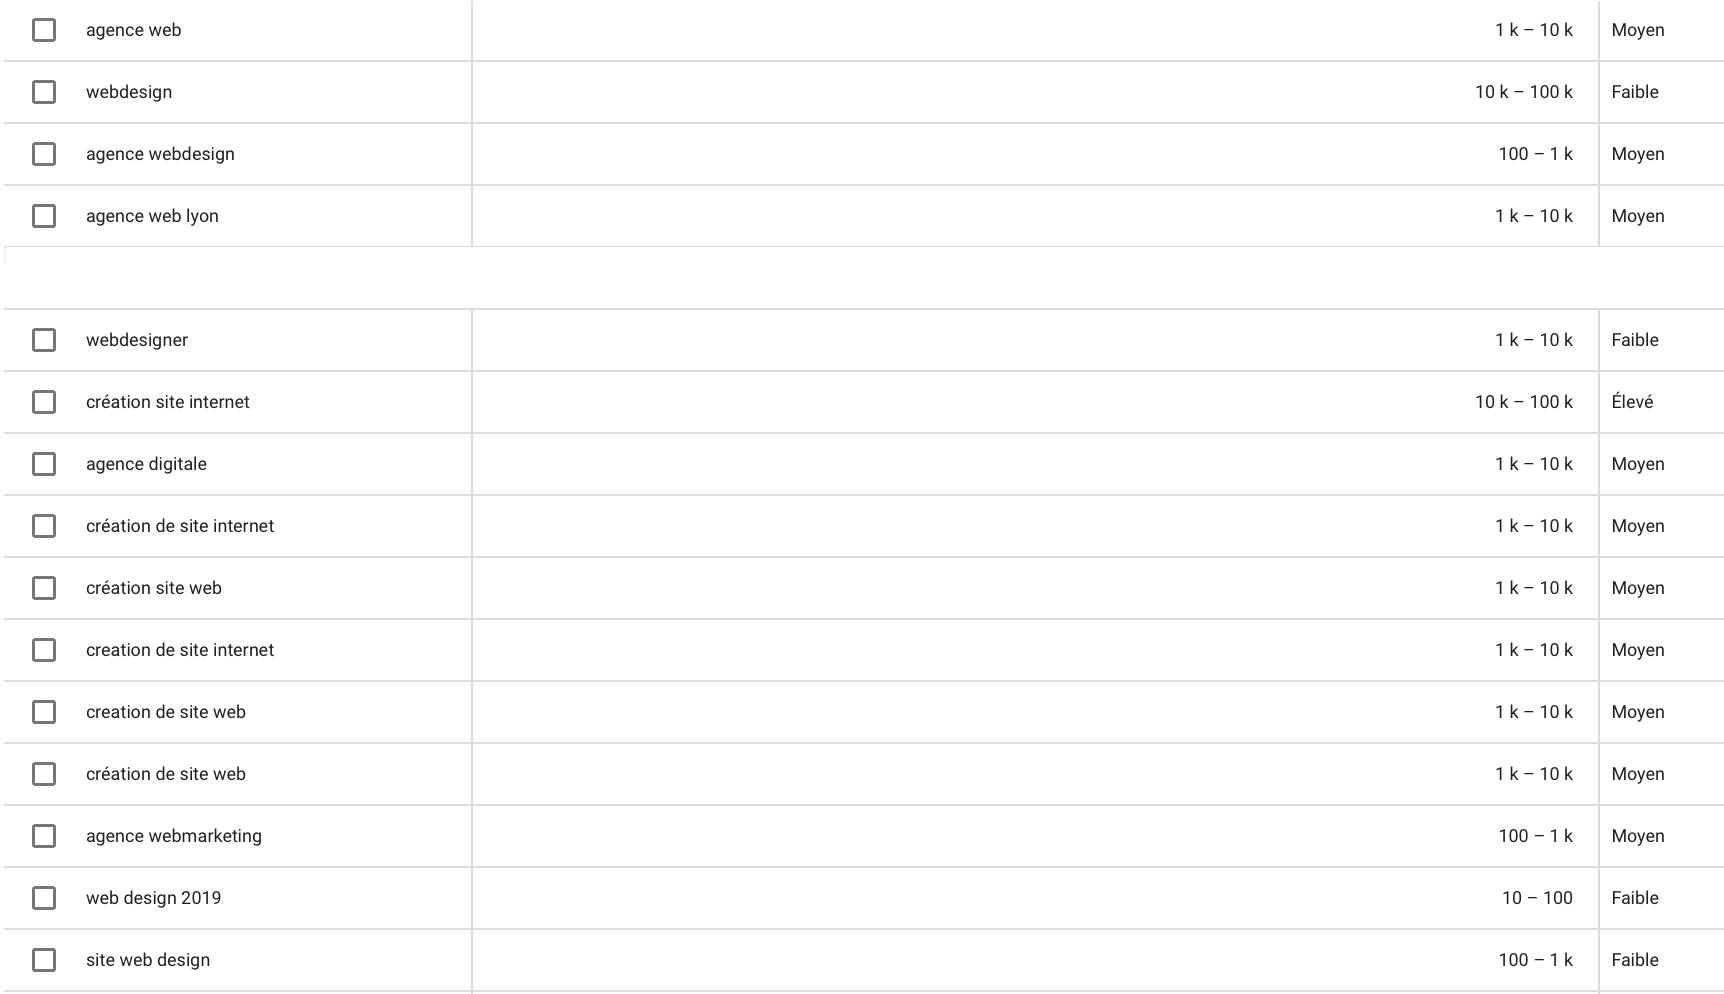 agence web 1 k – 10 k Moyen
webdesign 10 k – 100 k Faible
agence webdesign 100 – 1 k Moyen
agence web lyon 1 k – 10 k Moyen
webdesigner 1 k – 10 k Faible
création site internet 10 k – 100 k Élevé
agence digitale 1 k – 10 k Moyen
création de site internet 1 k – 10 k Moyen
création site web 1 k – 10 k Moyen
creation de site internet 1 k – 10 k Moyen
creation de site web 1 k – 10 k Moyen
création de site web 1 k – 10 k Moyen
agence webmarketing 100 – 1 k Moyen
web design 2019 10 – 100 Faible
site web design 100 – 1 k Faible